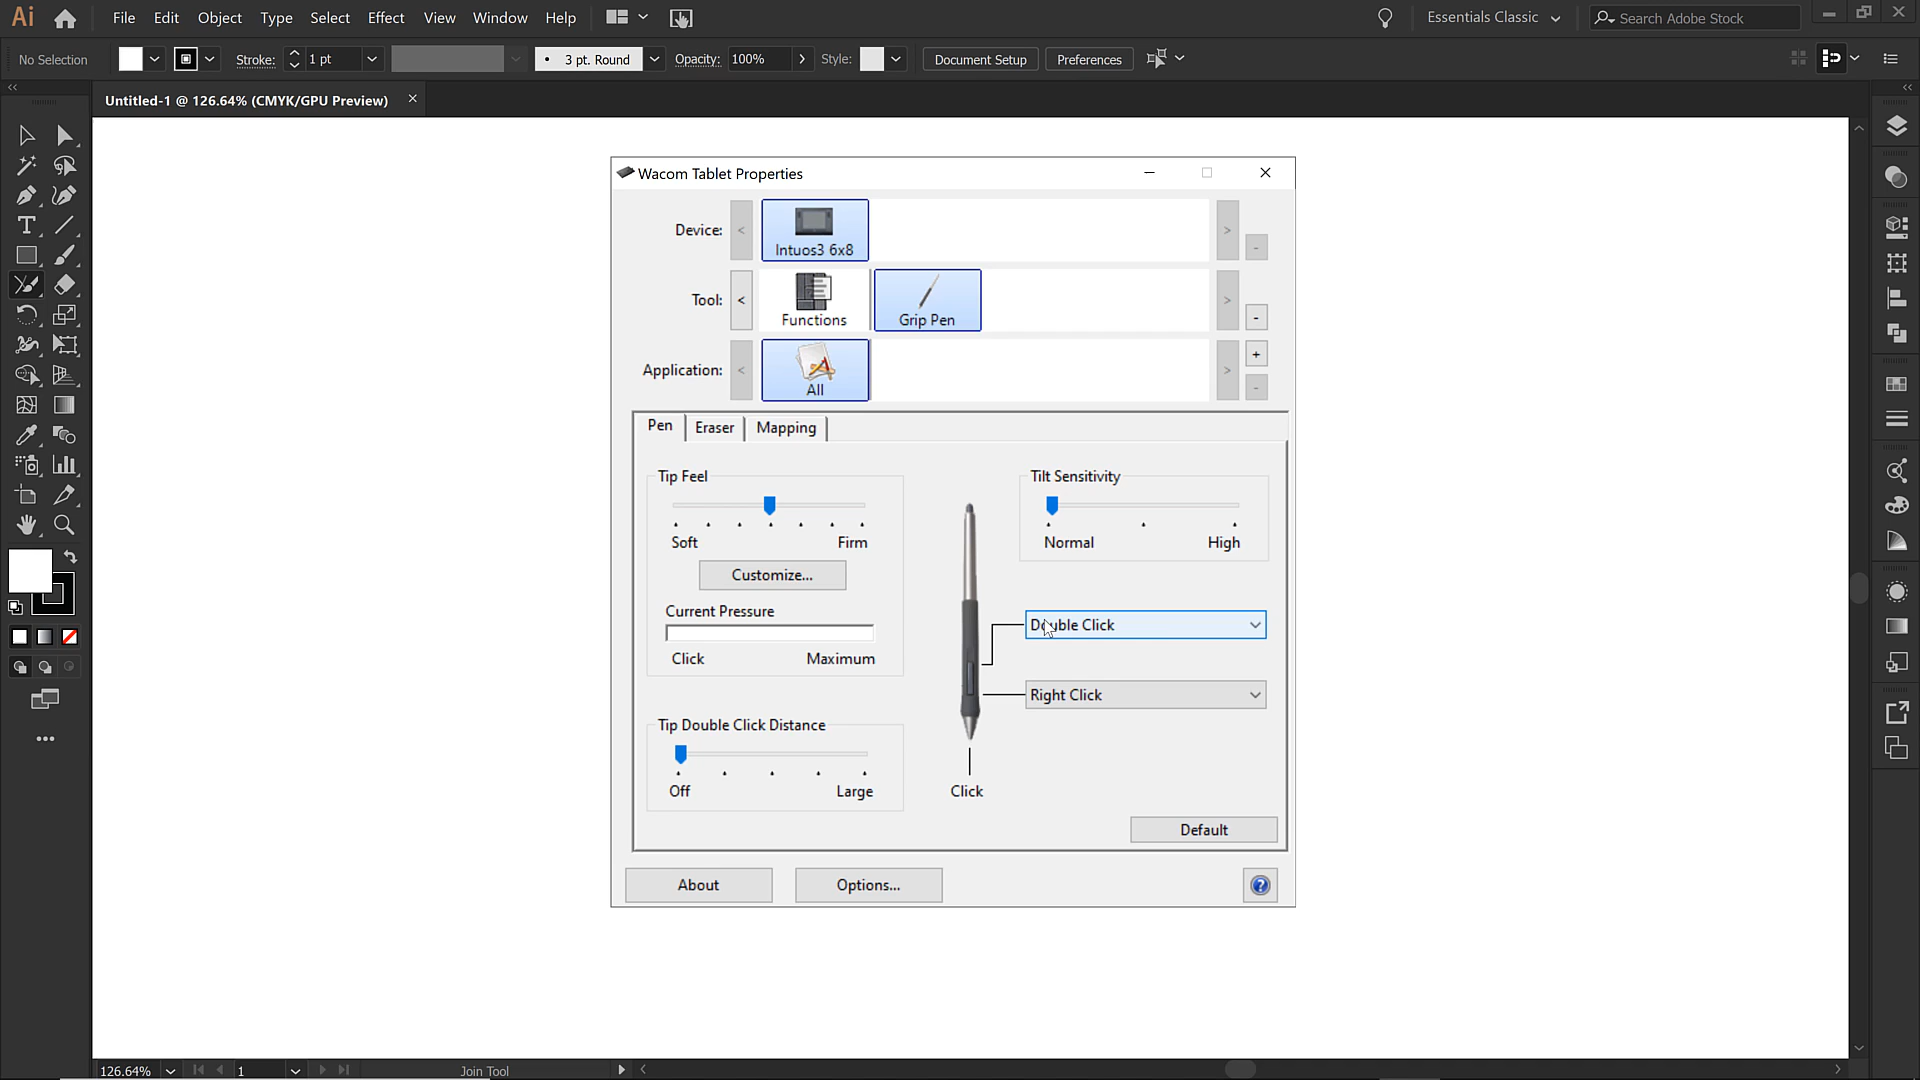 Ai File Edit Object Type Select Effect View Window Help Essentials Classic Search Adobe Stock
No Selection Stroke: 1 pt 3 pt. Round Opacity: 100% Style: Document Setup Preferences
Untitled-1 @ 126.64% (CMYK/GPU Preview)
Wacom Tablet Properties
Device: < Intuos3 6x8 > -
Tool: < Functions Grip Pen > -
Application: < All > + -
Pen Eraser Mapping
Tip Feel
Soft Firm
Customize...
Current Pressure
Click Maximum
Tip Double Click Distance
Off Large
Tilt Sensitivity
Normal High
Double Click
Right Click
Click
Default
About Options... ?
126.64% 1 Join Tool